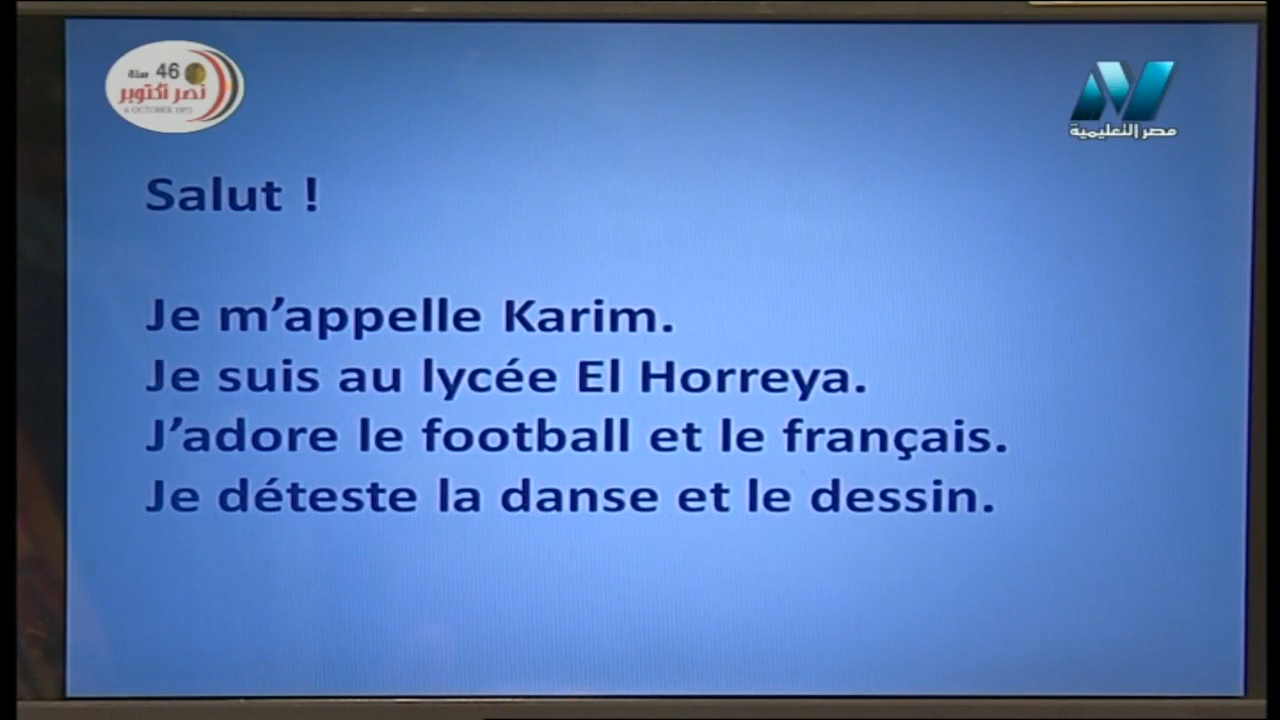 46 سنة
نصر أكتوبر
6 OCTOBER 1973
مصر التعليمية
Salut !
Je m’appelle Karim.
Je suis au lycée El Horreya.
J’adore le football et le français.
Je déteste la danse et le dessin.